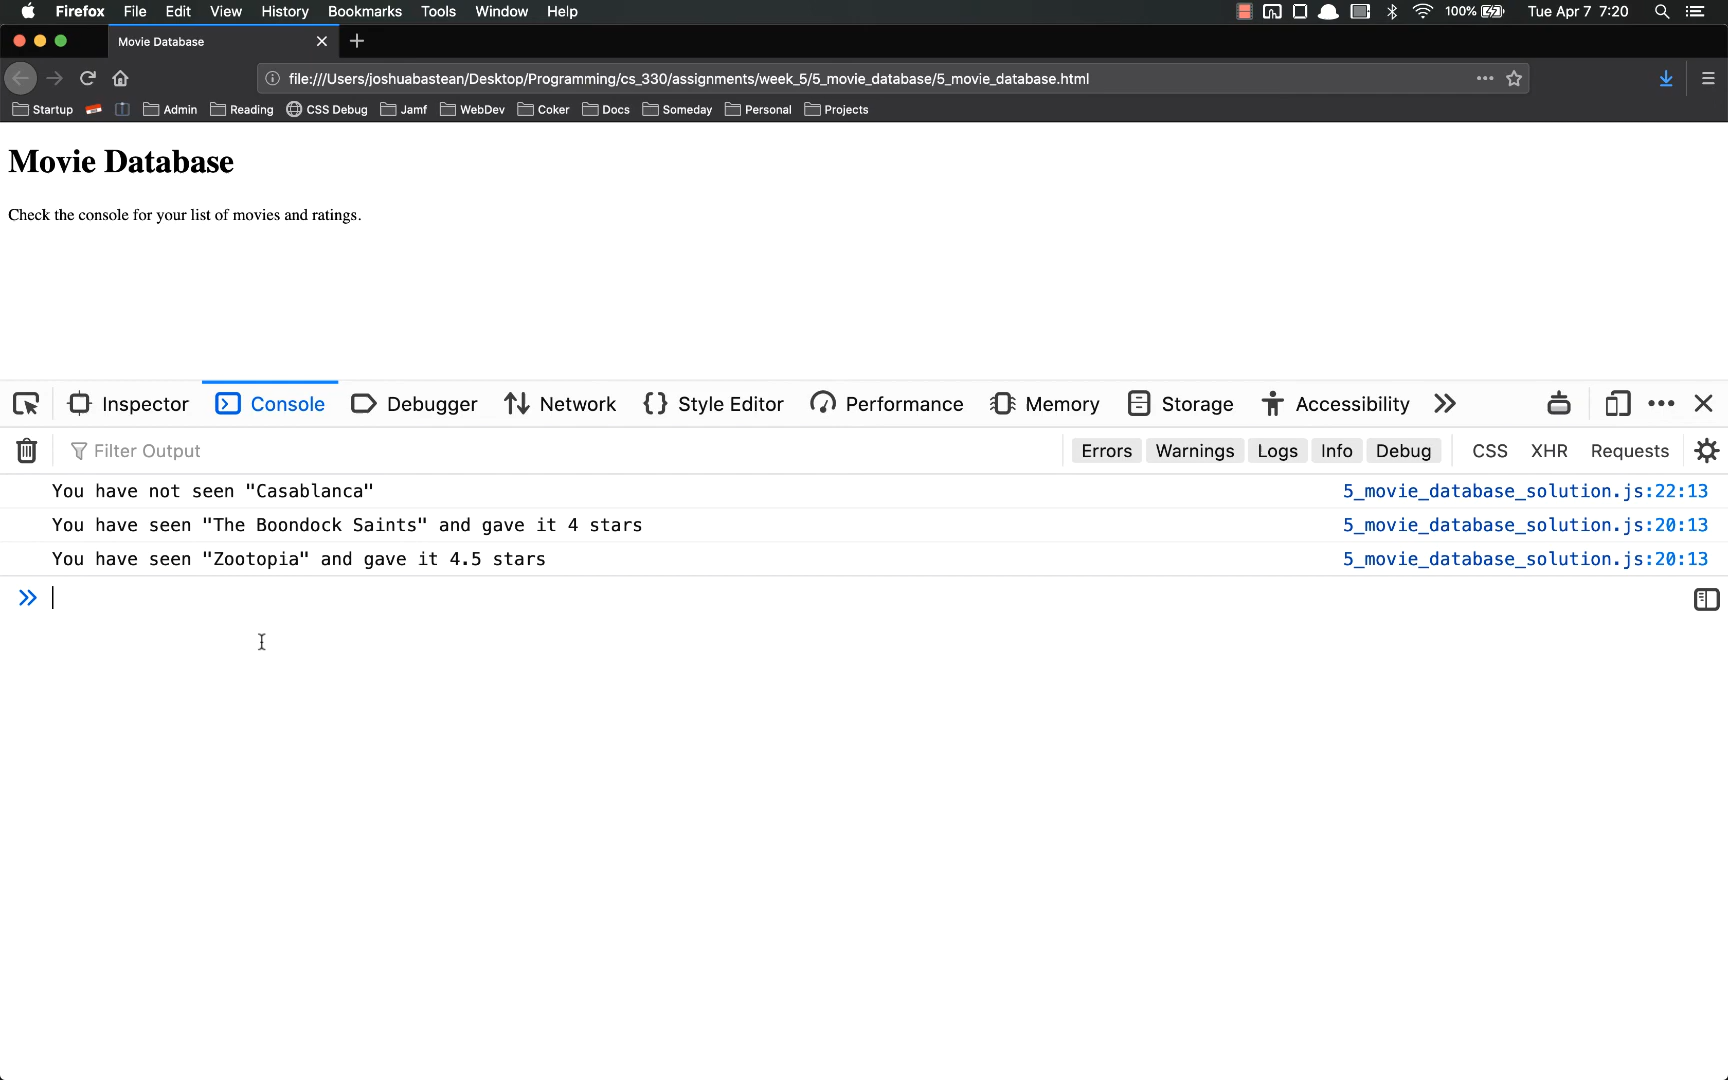 Firefox File Edit View History Bookmarks Tools Window Help 100% Tue Apr 7 7:20
Movie Database
file:///Users/joshuabastean/Desktop/Programming/cs_330/assignments/week_5/5_movie_database/5_movie_database.html
Startup Admin Reading CSS Debug Jamf WebDev Coker Docs Someday Personal Projects
Movie Database
Check the console for your list of movies and ratings.
Inspector Console Debugger Network Style Editor Performance Memory Storage Accessibility
Filter Output Errors Warnings Logs Info Debug CSS XHR Requests
You have not seen "Casablanca" 5_movie_database_solution.js:22:13
You have seen "The Boondock Saints" and gave it 4 stars 5_movie_database_solution.js:20:13
You have seen "Zootopia" and gave it 4.5 stars 5_movie_database_solution.js:20:13